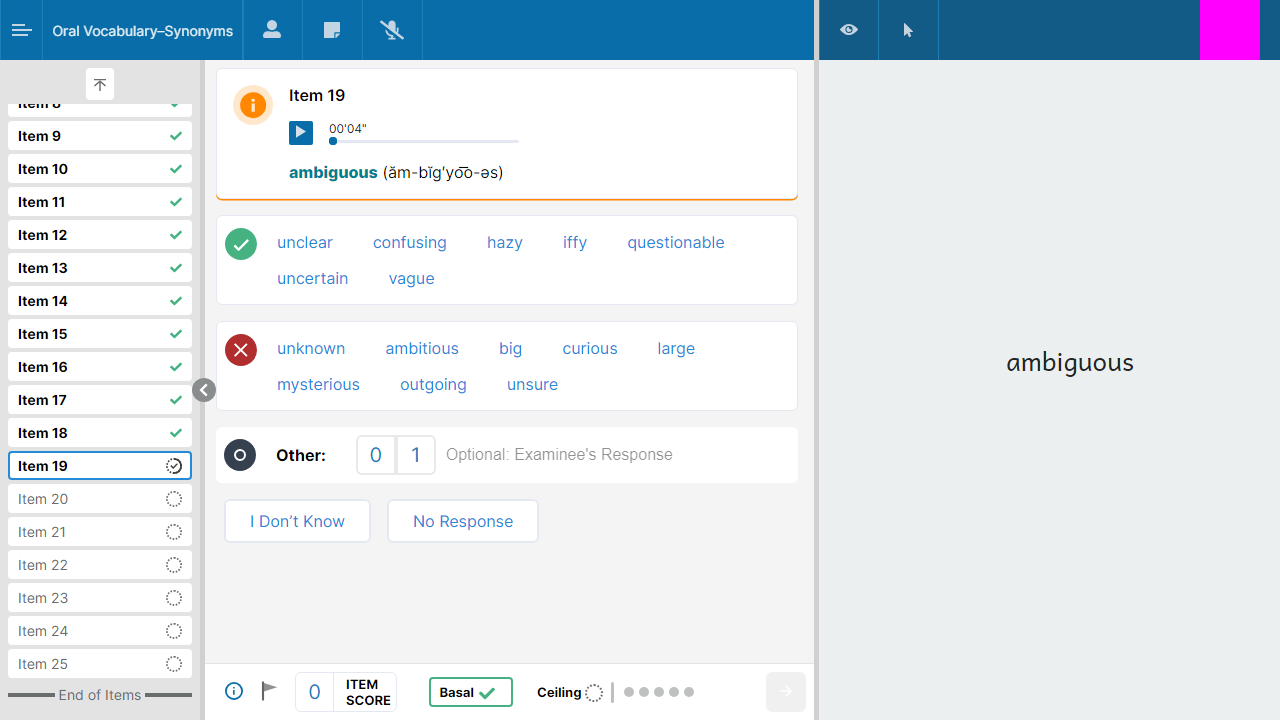 Oral Vocabulary–Synonyms
Item 8
Item 9
Item 10
Item 11
Item 12
Item 13
Item 14
Item 15
Item 16
Item 17
Item 18
Item 19
Item 20
Item 21
Item 22
Item 23
Item 24
Item 25
End of Items
Item 19
00'04"
ambiguous (ăm-bĭg′yo͞o-əs)
unclear confusing hazy iffy questionable
uncertain vague
unknown ambitious big curious large
mysterious outgoing unsure
Other: 0 1 Optional: Examinee's Response
I Don’t Know No Response
0 ITEM SCORE Basal Ceiling
ambiguous